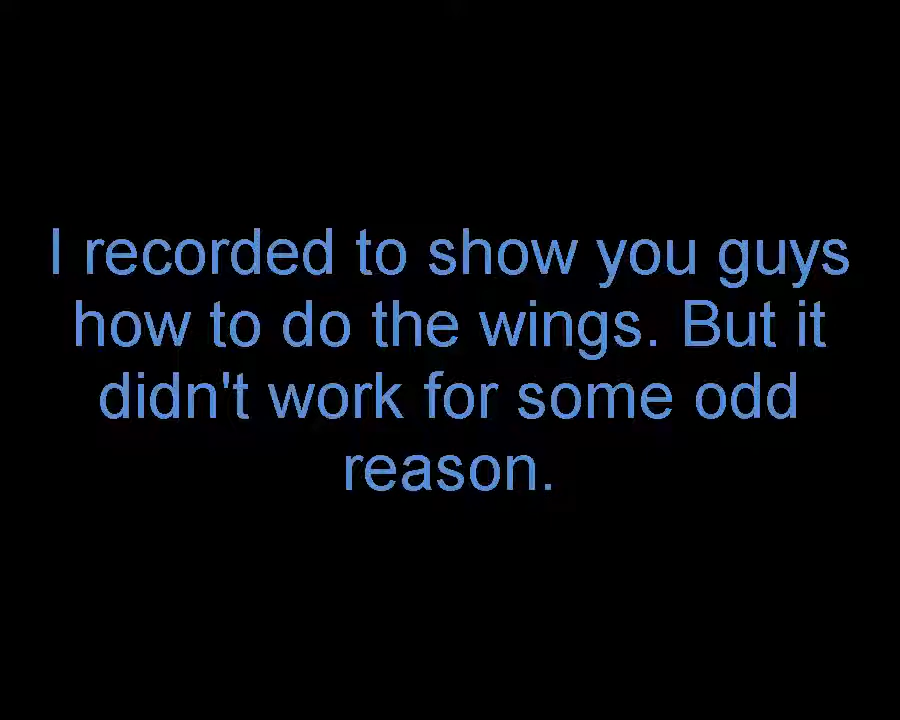 I recorded to show you guys
how to do the wings. But it
didn't work for some odd
reason.